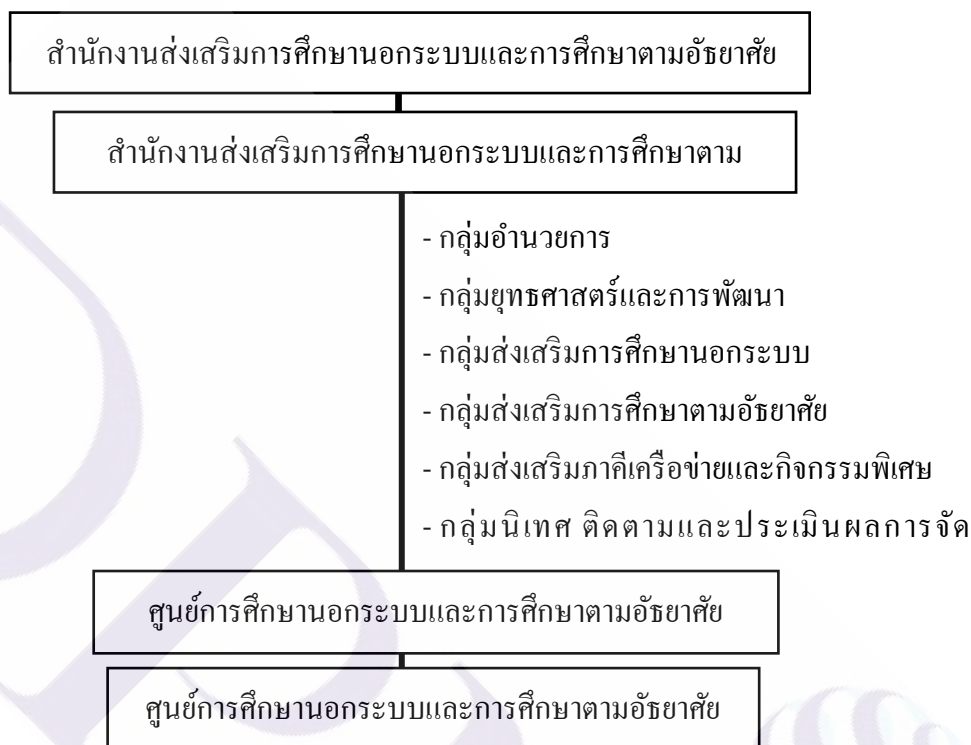 สำนักงานส่งเสริมการศึกษานอกระบบและการศึกษาตามอัธยาศัย
สำนักงานส่งเสริมการศึกษานอกระบบและการศึกษาตาม
- กลุ่มอำนวยการ
- กลุ่มยุทธศาสตร์และการพัฒนา
- กลุ่มส่งเสริมการศึกษานอกระบบ
- กลุ่มส่งเสริมการศึกษาตามอัธยาศัย
- กลุ่มส่งเสริมภาคีเครือข่ายและกิจกรรมพิเศษ
- กลุ่มนิเทศ ติดตามและประเมินผลการจัด
ศูนย์การศึกษานอกระบบและการศึกษาตามอัธยาศัย
ศูนย์การศึกษานอกระบบและการศึกษาตามอัธยาศัย